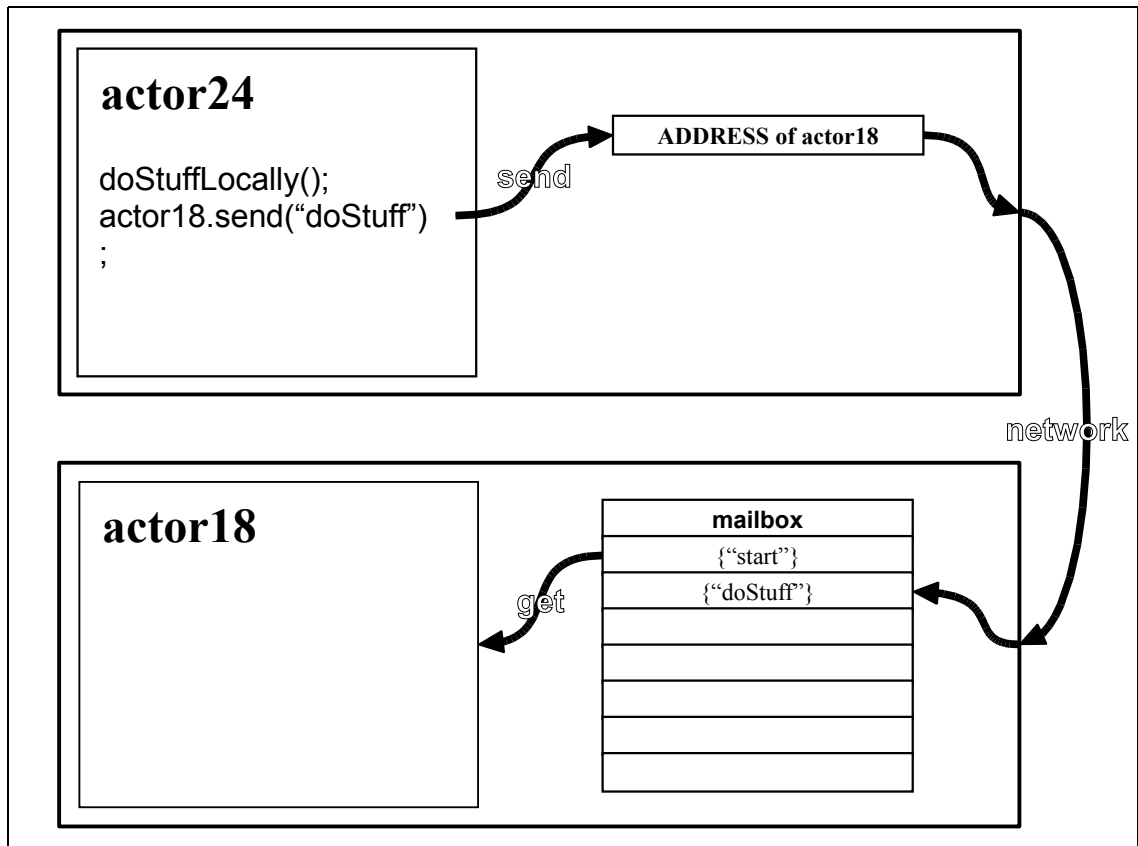 actor24
doStuffLocally();
actor18.send(“doStuff”)
;
send
ADDRESS of actor18
network
actor18
get
mailbox
{“start”}
{“doStuff”}